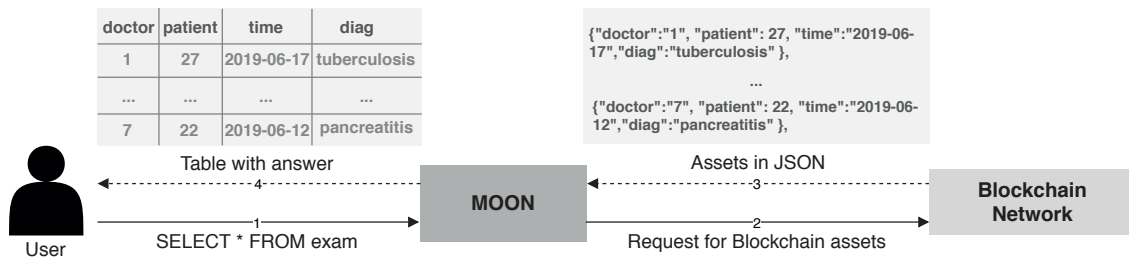 doctor patient time diag
1 27 2019-06-17 tuberculosis
... ... ... ...
7 22 2019-06-12 pancreatitis
{"doctor":"1", "patient": 27, "time":"2019-06-
17","diag":"tuberculosis" },
...
{"doctor":"7", "patient": 22, "time":"2019-06-
12","diag":"pancreatitis" },
Table with answer
Assets in JSON
4
3
MOON
Blockchain
Network
1
2
User
SELECT * FROM exam
Request for Blockchain assets